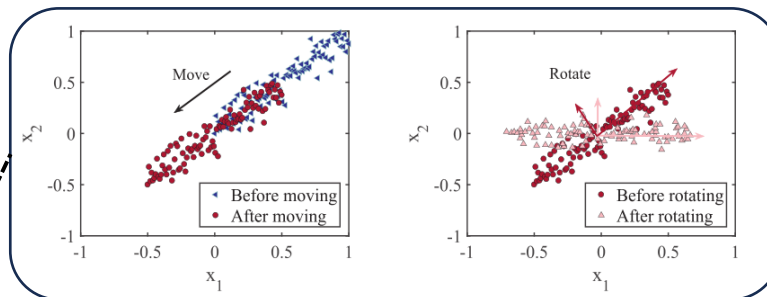 1
0.5
0
-0.5
-1
x2
Move
Before moving
After moving
-1
-0.5
0
0.5
1
x1
1
0.5
0
-0.5
-1
x2
Rotate
Before rotating
After rotating
-1
-0.5
0
0.5
1
x1